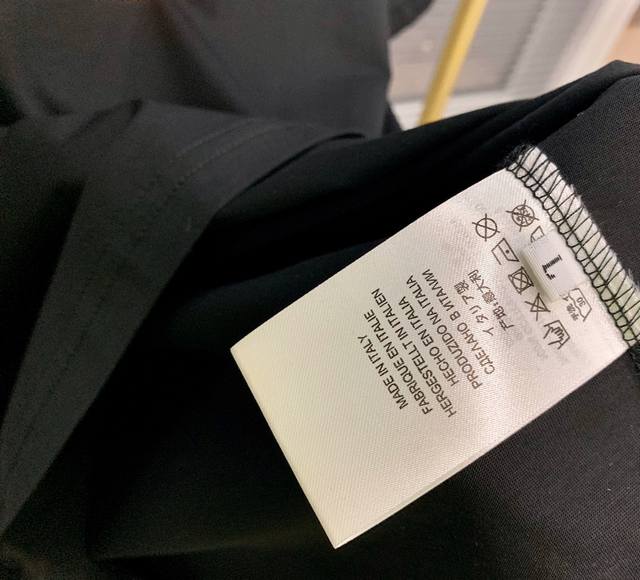 L
MADE IN ITALY
FABRIQUE EN ITALIE
HERGESTELLT IN ITALIEN
HECHO EN ITALIA
PRODUZIDO NA ITALIA
СДЕЛАНО В ИТАЛИИ
イタリア製
产地:意大利